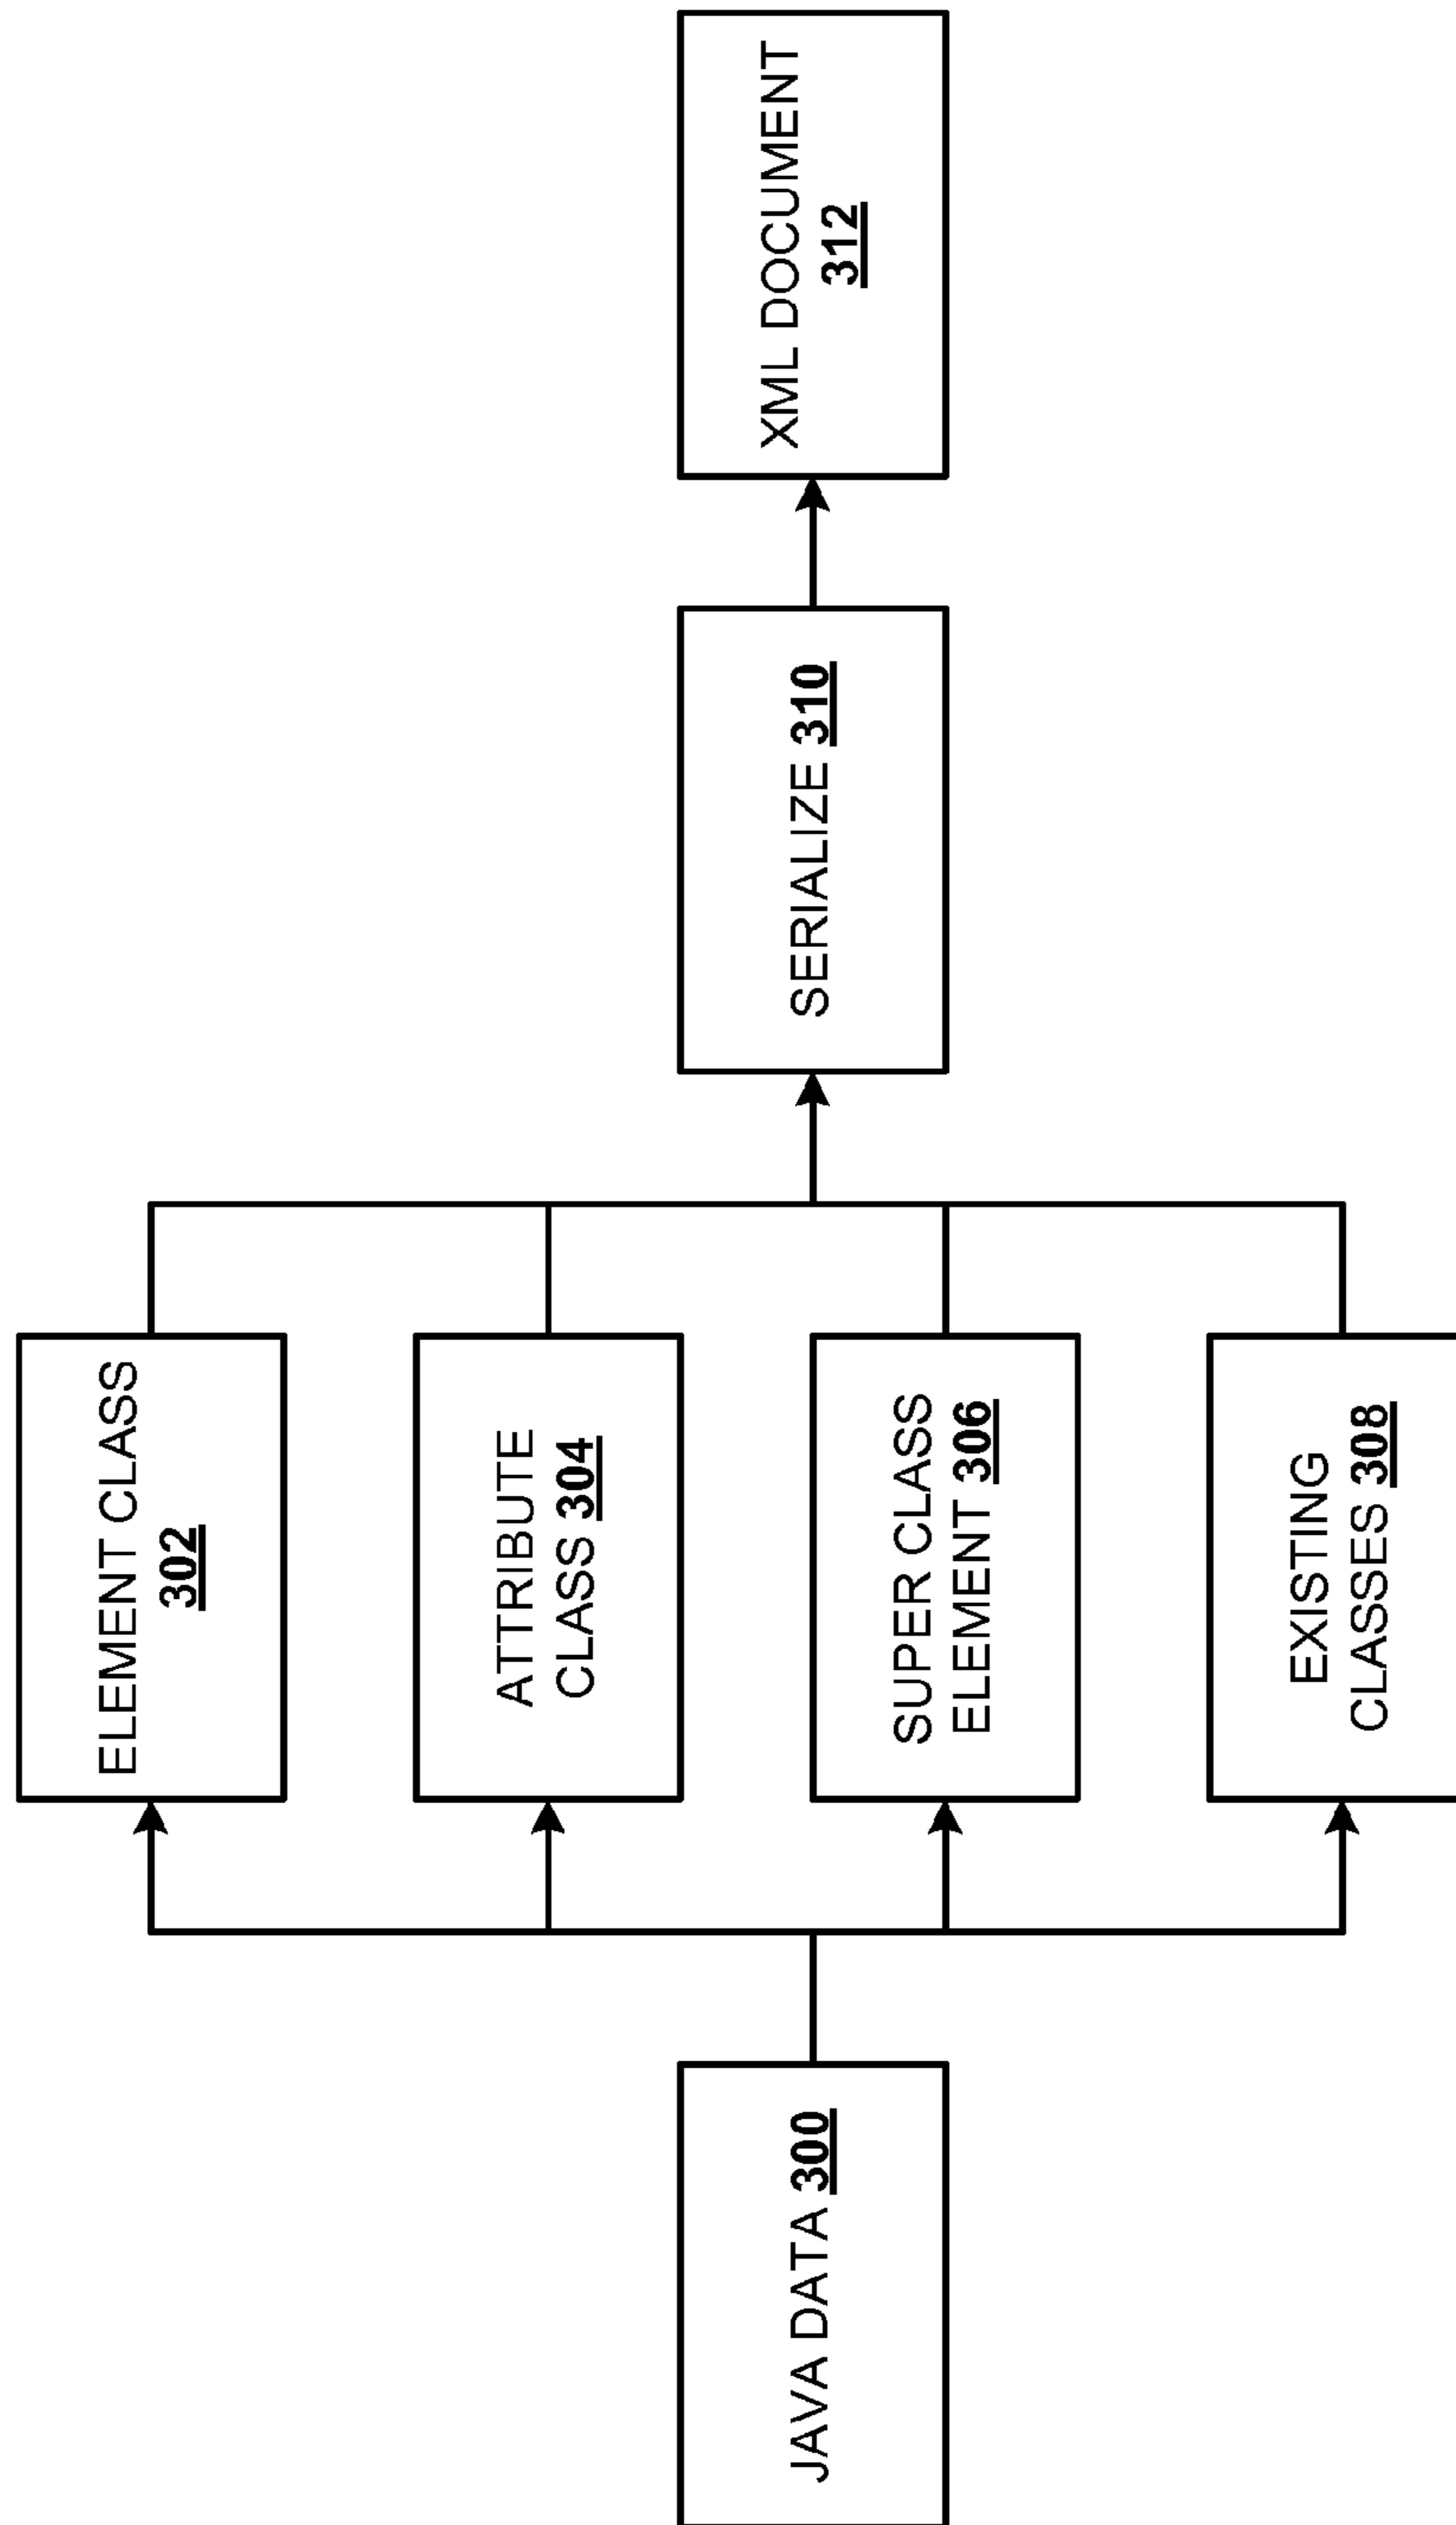 JAVA DATA 300
ELEMENT CLASS
302
ATTRIBUTE
CLASS 304
SUPER CLASS
ELEMENT 306
EXISTING
CLASSES 308
SERIALIZE 310
XML DOCUMENT
312